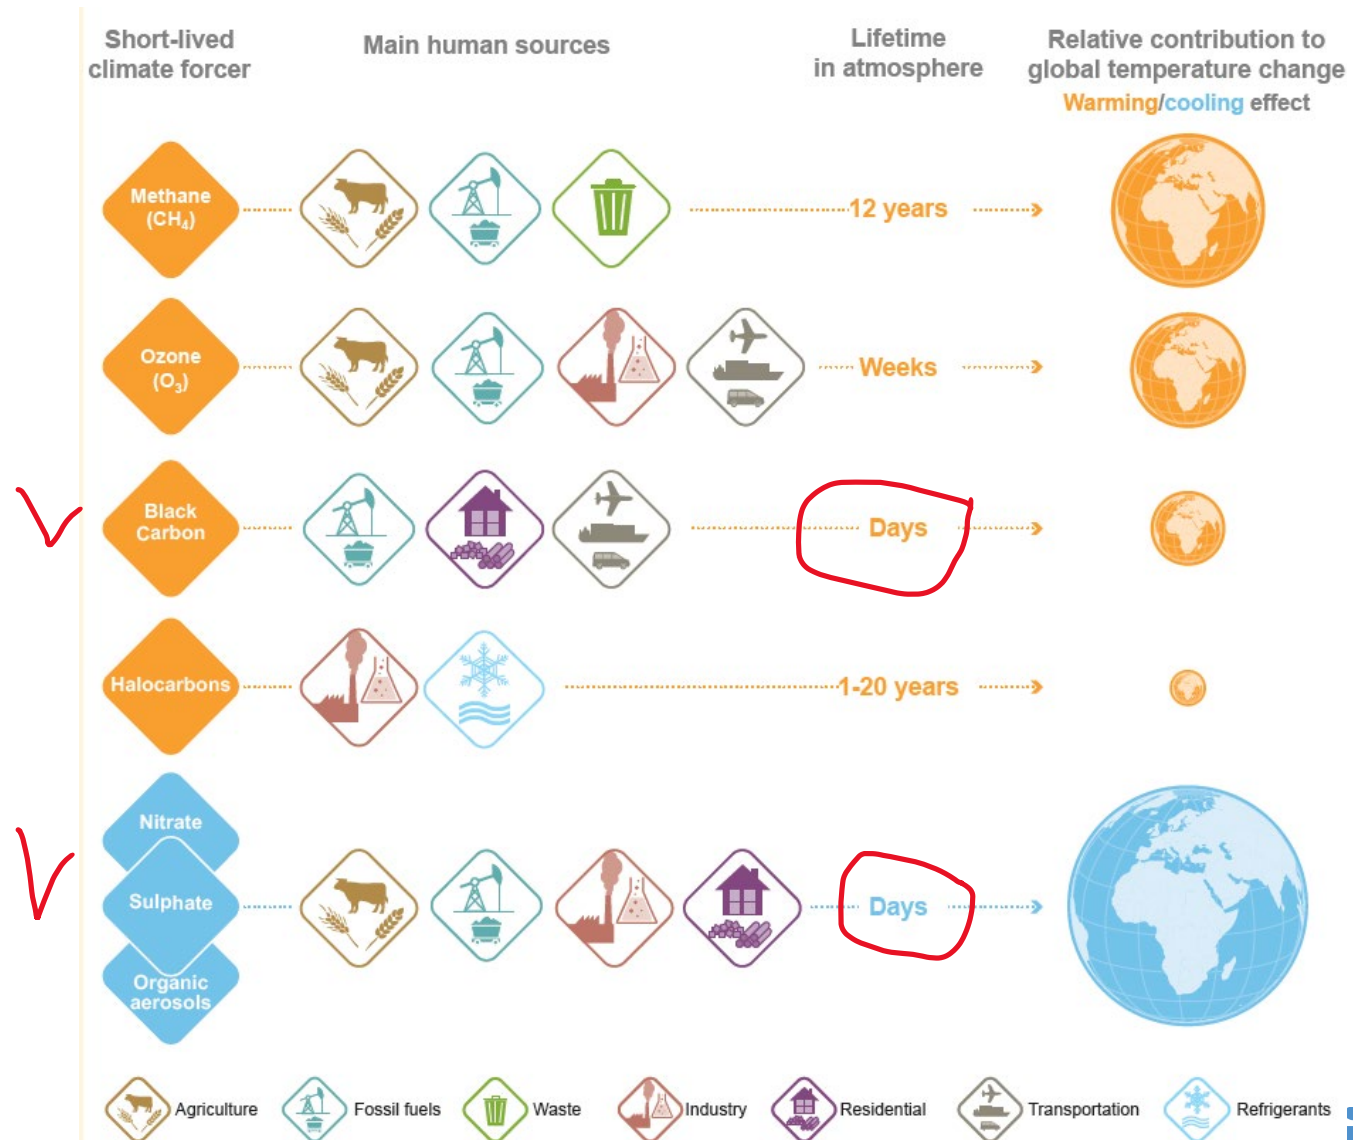 Short-lived
climate forcer
Main human sources
Lifetime
in atmosphere
Relative contribution to
global temperature change
Warming/cooling effect
Methane
(CH₄)
12 years
Ozone
(O₃)
Weeks
Black
Carbon
Days
Halocarbons
1-20 years
Nitrate
Sulphate
Organic
aerosols
Days
Agriculture
Fossil fuels
Waste
Industry
Residential
Transportation
Refrigerants